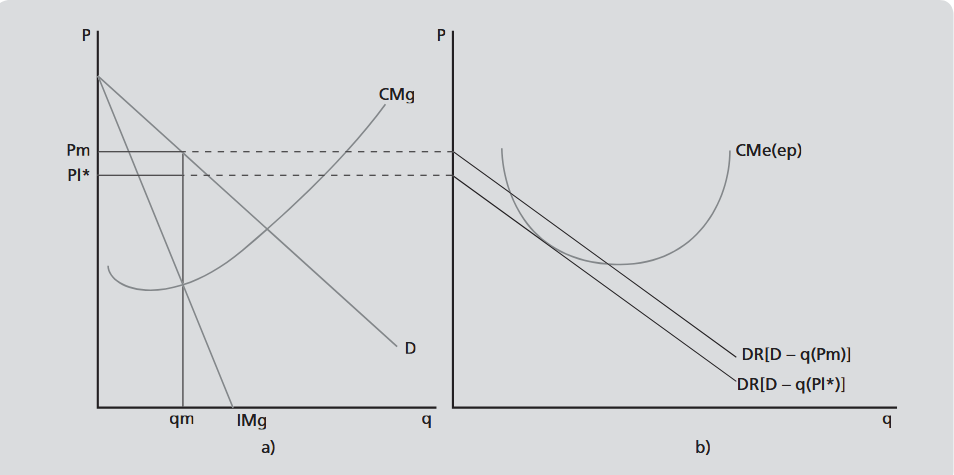 P
CMg
Pm
Pl*
D
qm
IMg
q
a)
P
CMe(ep)
DR[D – q(Pm)]
DR[D – q(Pl*)]
q
b)